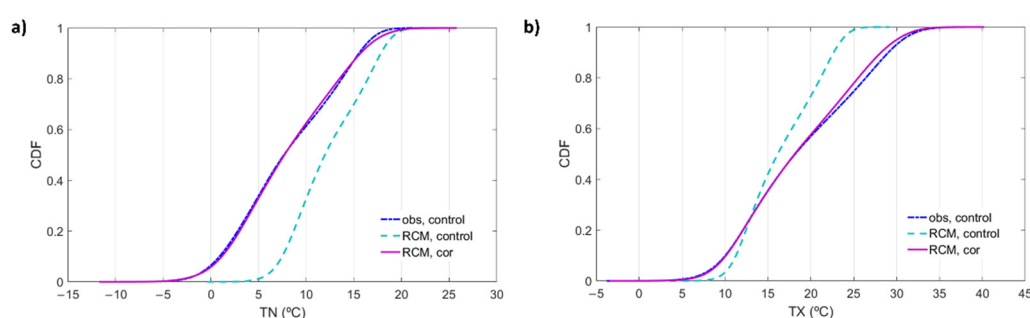 a)
1
0.8
0.6
0.4
0.2
0
CDF
obs, control
RCM, control
RCM, cor
−15 −10 −5 0 5 10 15 20 25 30
TN (ºC)
b)
1
0.8
0.6
0.4
0.2
0
CDF
obs, control
RCM, control
RCM, cor
−5 0 5 10 15 20 25 30 35 40 45
TX (ºC)